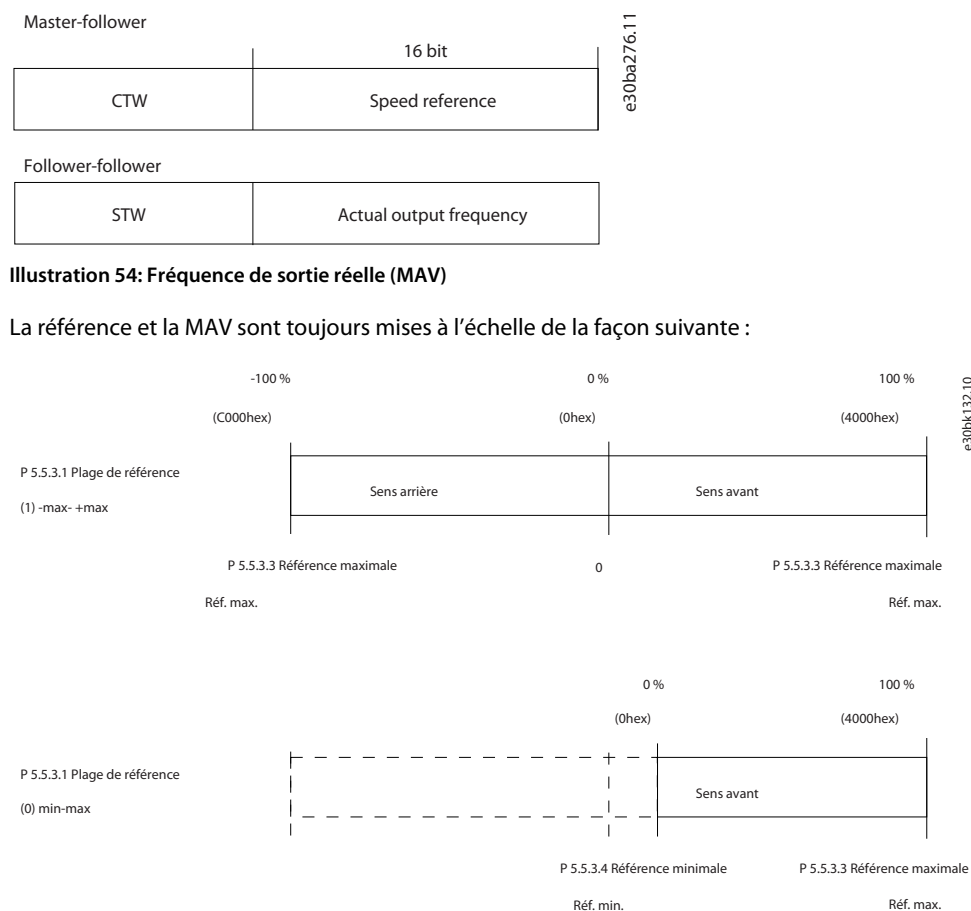 Master-follower
16 bit
CTW Speed reference
e30ba276.11
Follower-follower
STW Actual output frequency
Illustration 54: Fréquence de sortie réelle (MAV)
La référence et la MAV sont toujours mises à l’échelle de la façon suivante :
-100 % 0 % 100 %
(C000hex) (0hex) (4000hex)
e30bk132.10
P 5.5.3.1 Plage de référence
(1) -max- +max
Sens arrière Sens avant
P 5.5.3.3 Référence maximale 0 P 5.5.3.3 Référence maximale
Réf. max. Réf. max.
0 % 100 %
(0hex) (4000hex)
P 5.5.3.1 Plage de référence
(0) min-max
Sens avant
P 5.5.3.4 Référence minimale P 5.5.3.3 Référence maximale
Réf. min. Réf. max.